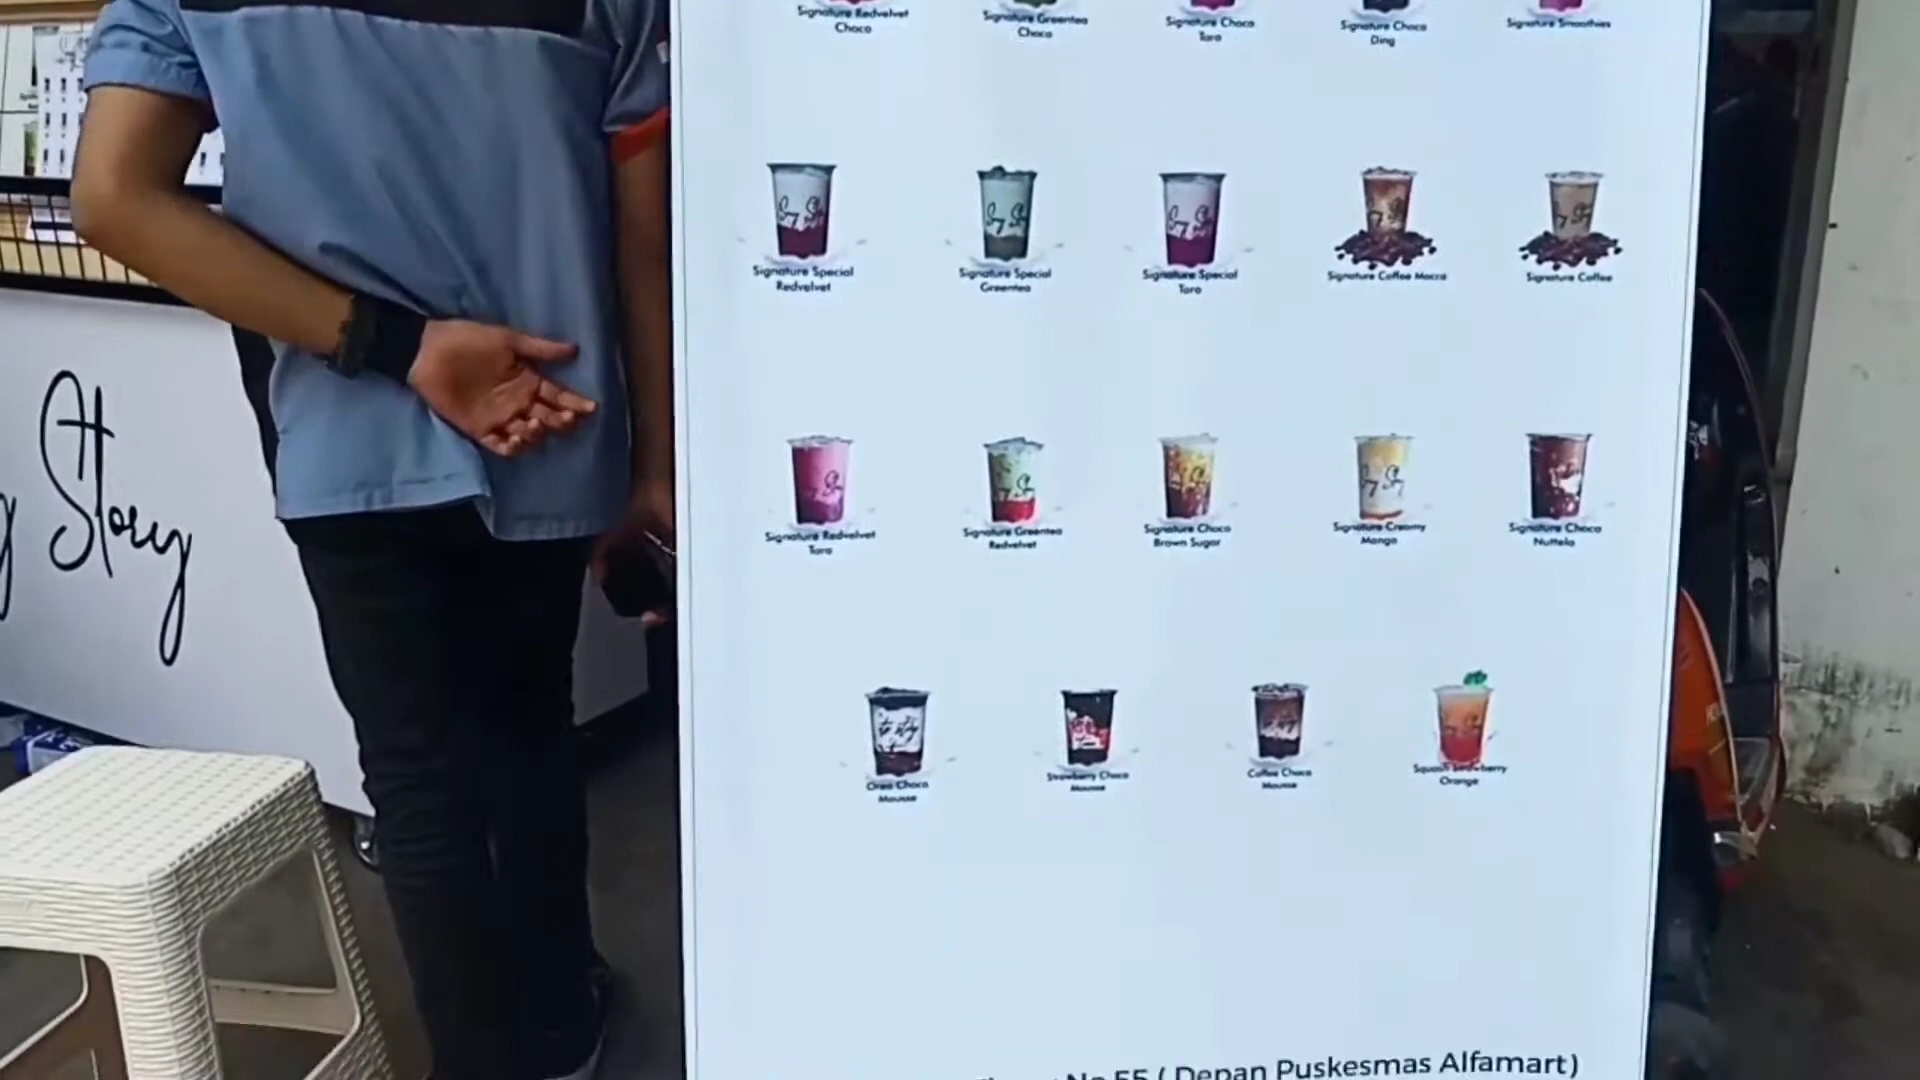 Signature Redvelvet
Choco
Signature Greentea
Choco
Signature Choco
Taro
Signature Choco
Ding
Signature Smoothies
Signature Special
Redvelvet
Signature Special
Greentea
Signature Special
Taro
Signature Coffee Mocca
Signature Coffee
Story
Signature Redvelvet
Taro
Signature Greentea
Redvelvet
Signature Choco
Brown Sugar
Signature Creamy
Mango
Signature Choco
Nuttela
Oreo Choco
Mousse
Strawberry Choco
Mousse
Coffee Choco
Mousse
Squash Strawberry
Orange
No 55 ( Depan Puskesmas Alfamart)